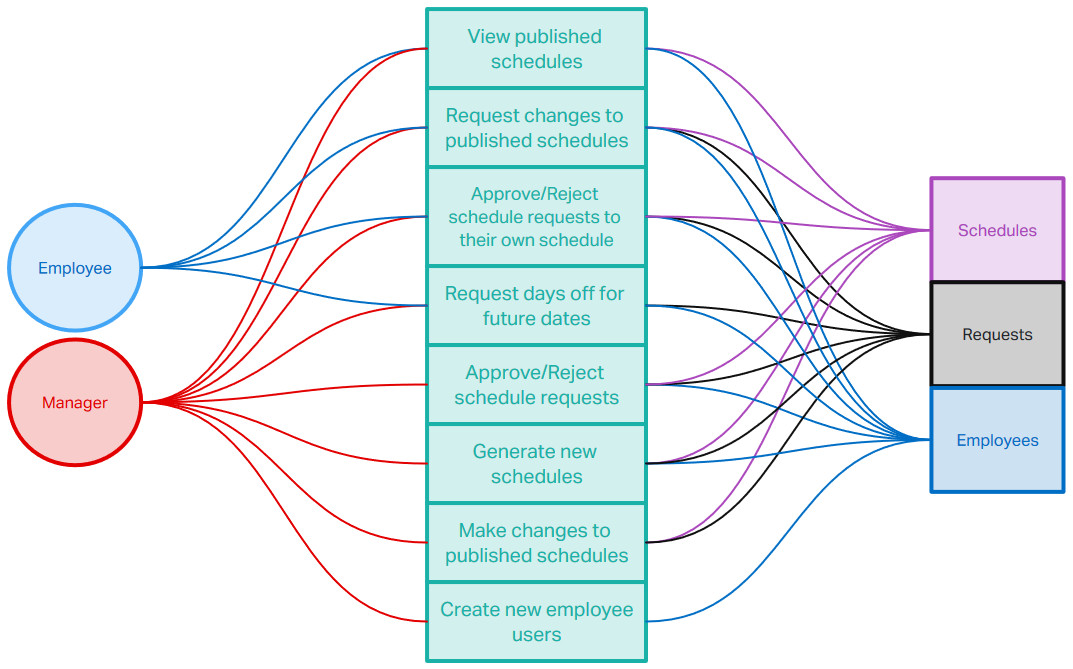 Employee
Manager
View published
schedules
Request changes to
published schedules
Approve/Reject
schedule requests to
their own schedule
Request days off for
future dates
Approve/Reject
schedule requests
Generate new
schedules
Make changes to
published schedules
Create new employee
users
Schedules
Requests
Employees